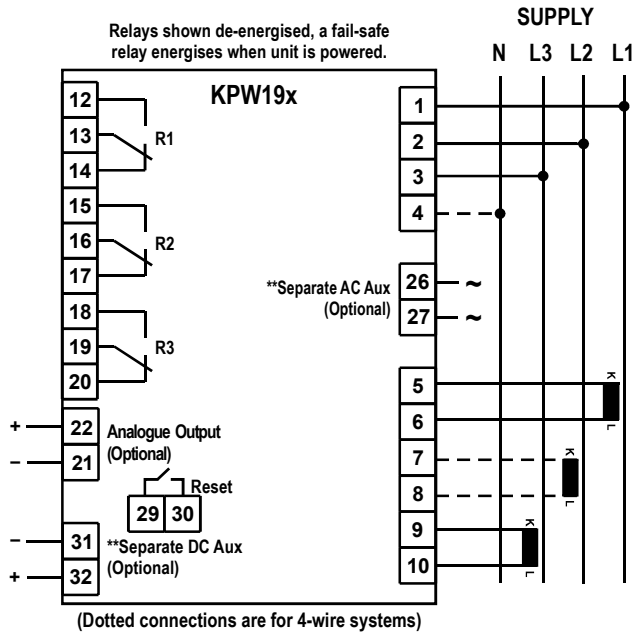 Relays shown de-energised, a fail-safe
relay energises when unit is powered.
SUPPLY
N L3 L2 L1
KPW19x
12
13
14
R1
15
16
17
R2
18
19
20
R3
+ 22
- 21
Analogue Output
(Optional)
Reset
29 30
- 31
+ 32
**Separate DC Aux
(Optional)
1
2
3
4
**Separate AC Aux
(Optional)
26 ~
27 ~
5
6
K
L
7
8
K
L
9
10
K
L
(Dotted connections are for 4-wire systems)